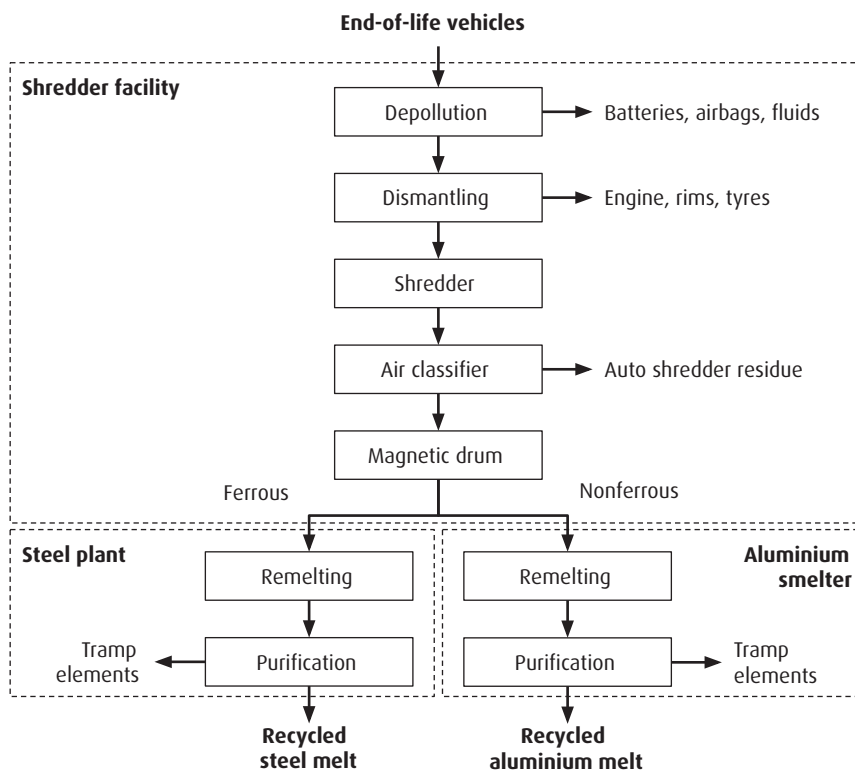 End-of-life vehicles
Shredder facility
Depollution
Batteries, airbags, fluids
Dismantling
Engine, rims, tyres
Shredder
Air classifier
Auto shredder residue
Magnetic drum
Ferrous
Nonferrous
Steel plant
Aluminium
smelter
Remelting
Remelting
Tramp
elements
Purification
Purification
Tramp
elements
Recycled
steel melt
Recycled
aluminium melt